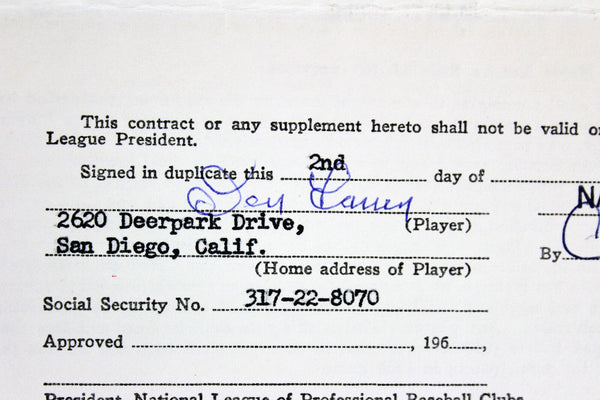 This contract or any supplement hereto shall not be valid
League President.
Signed in duplicate this 2nd day of
2620 Deerpark Drive, (Player)
San Diego, Calif.
By
(Home address of Player)
Social Security No. 317-22-8070
Approved , 196 ,
President, National League of Professional Baseball Clubs